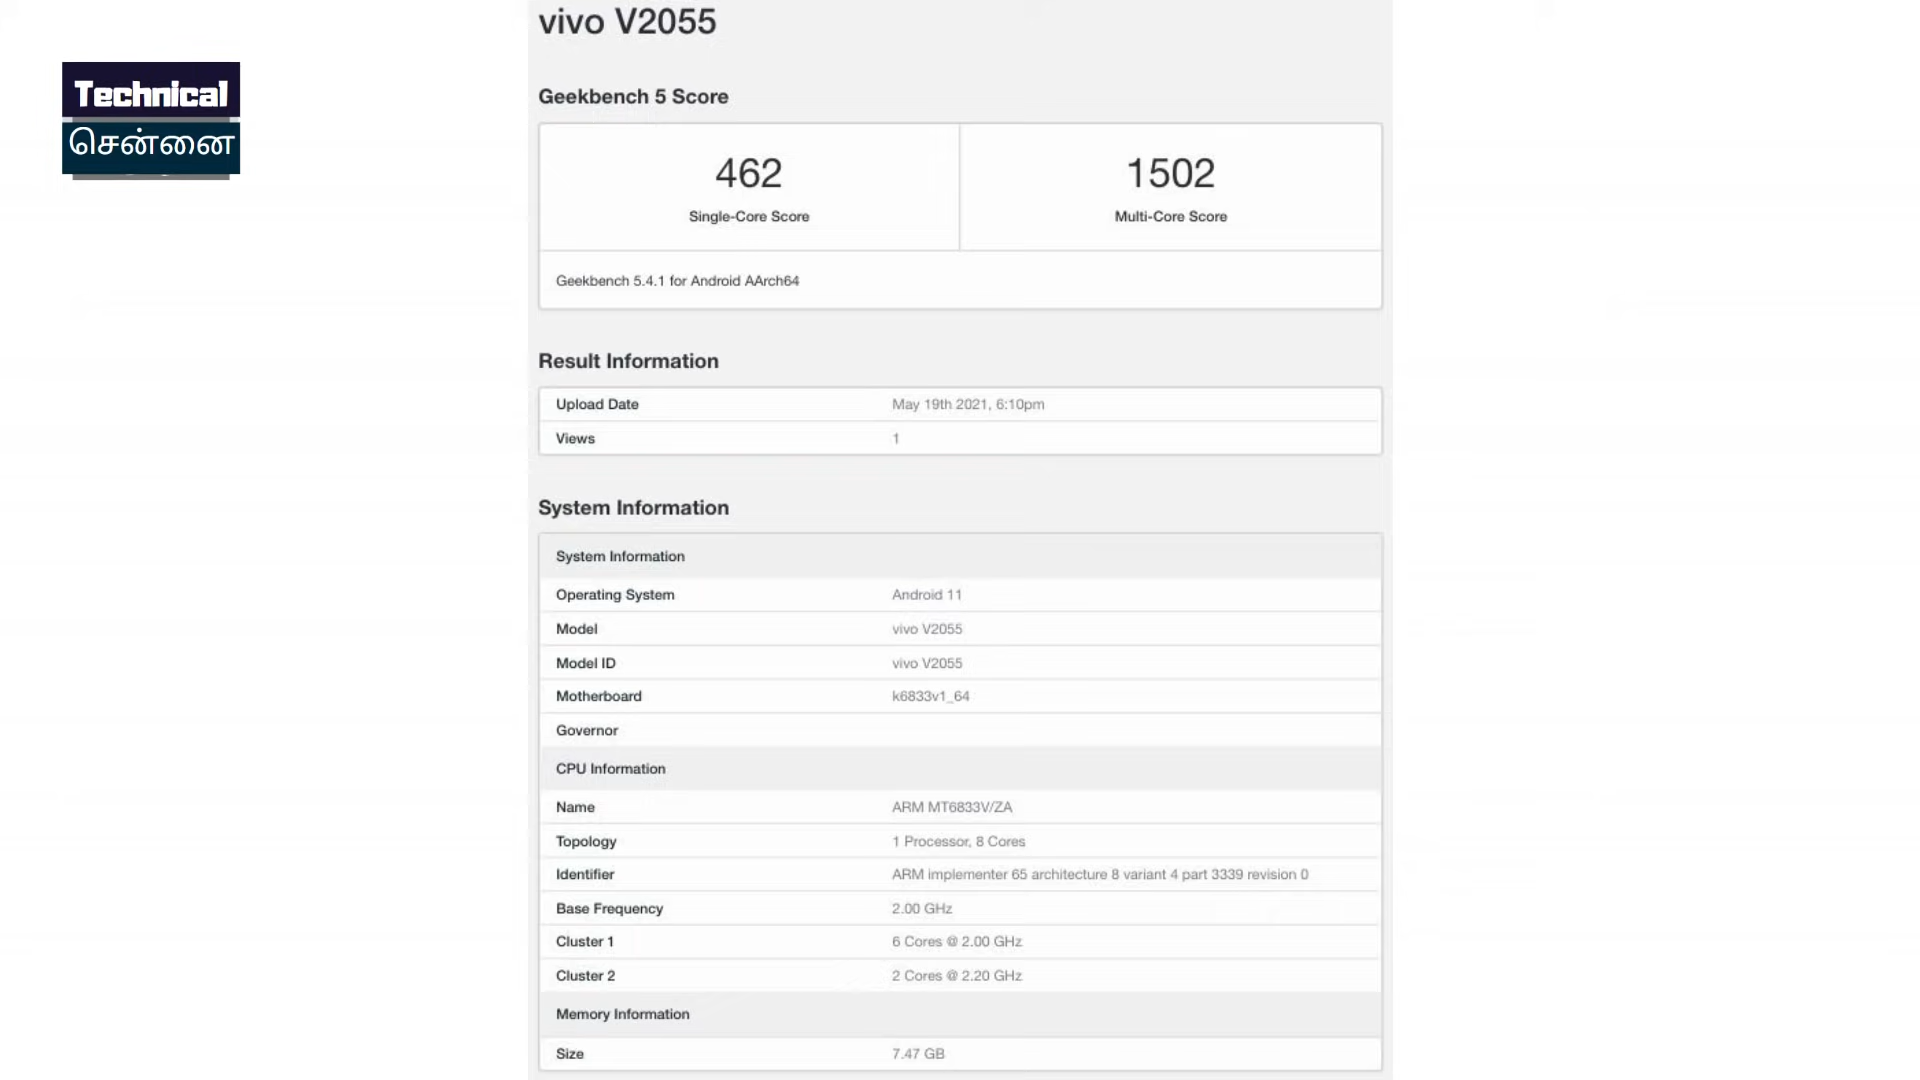 vivo V2055
Technical
சென்னை
Geekbench 5 Score
462
Single-Core Score
1502
Multi-Core Score
Geekbench 5.4.1 for Android AArch64
Result Information
Upload Date May 19th 2021, 6:10pm
Views 1
System Information
System Information
Operating System Android 11
Model vivo V2055
Model ID vivo V2055
Motherboard k6833v1_64
Governor
CPU Information
Name ARM MT6833V/ZA
Topology 1 Processor, 8 Cores
Identifier ARM implementer 65 architecture 8 variant 4 part 3339 revision 0
Base Frequency 2.00 GHz
Cluster 1 6 Cores @ 2.00 GHz
Cluster 2 2 Cores @ 2.20 GHz
Memory Information
Size 7.47 GB